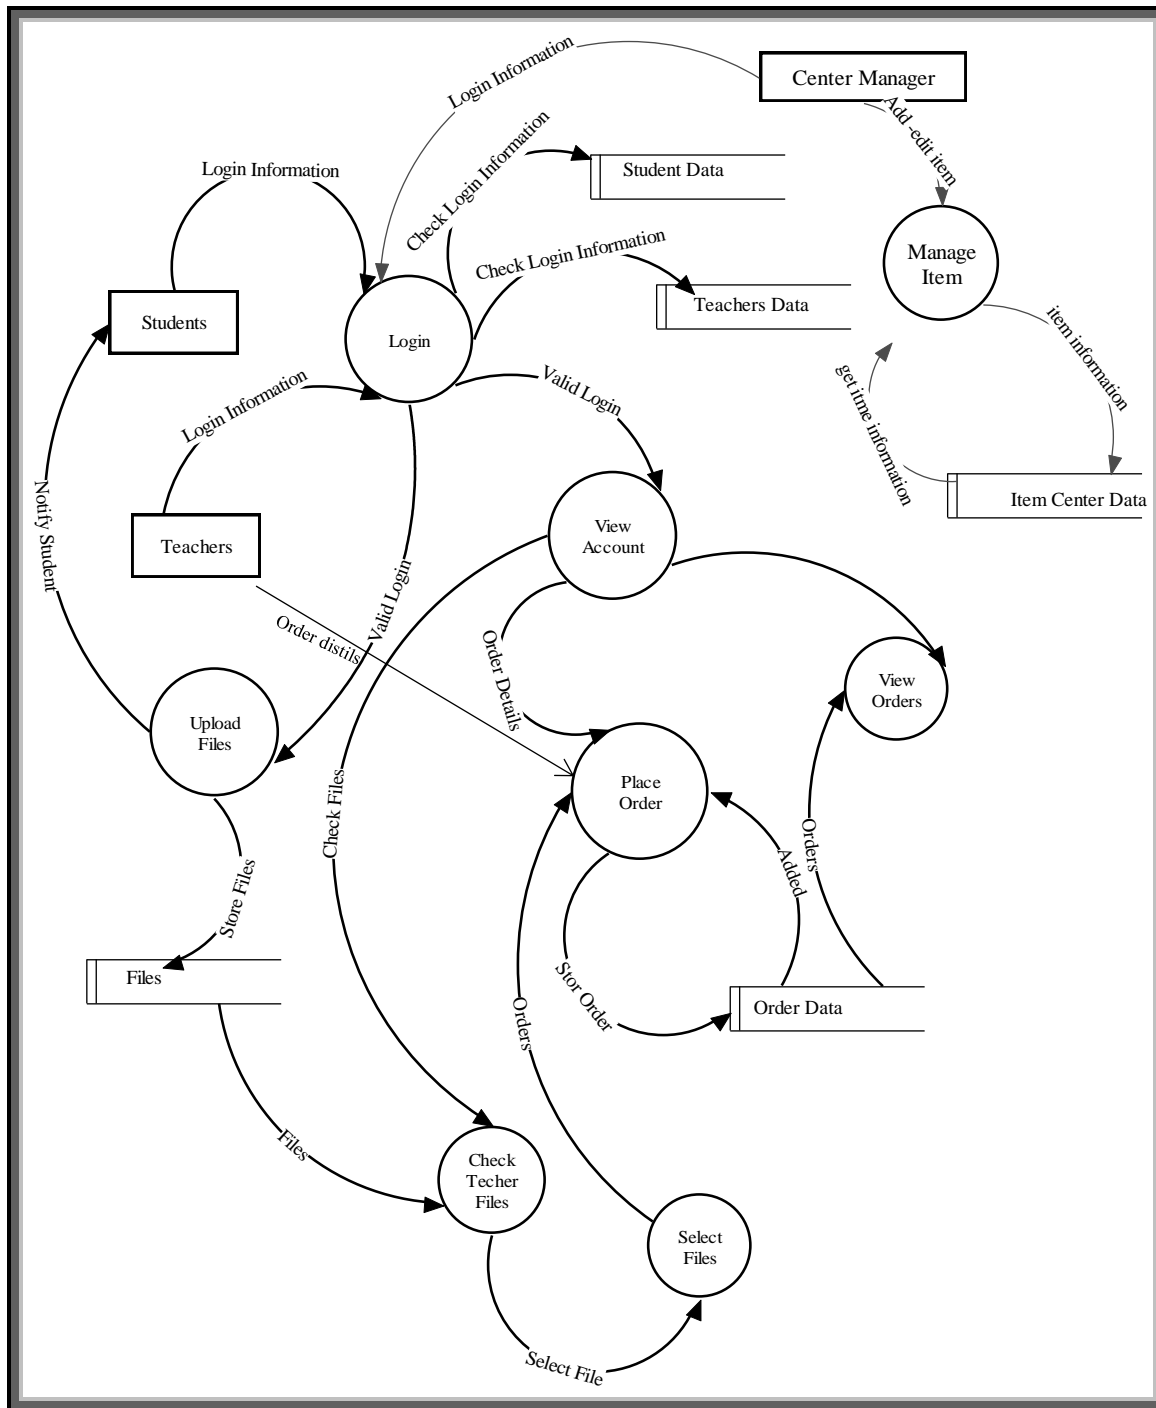 Login Information
Center Manager
Add -edit item
Check Login Information
Student Data
Login Information
Manage
Item
Check Login Information
Teachers Data
Students
Login
item information
get itme information
Valid Login
Login Information
Item Center Data
Notify Student
Teachers
View
Account
Valid Login
Order distils
Order Details
View
Orders
Upload
Files
Place
Order
Check Files
Orders
Added
Store Files
Files
Stor Order
Order Data
Orders
Files
Check
Techer
Files
Select
Files
Select File